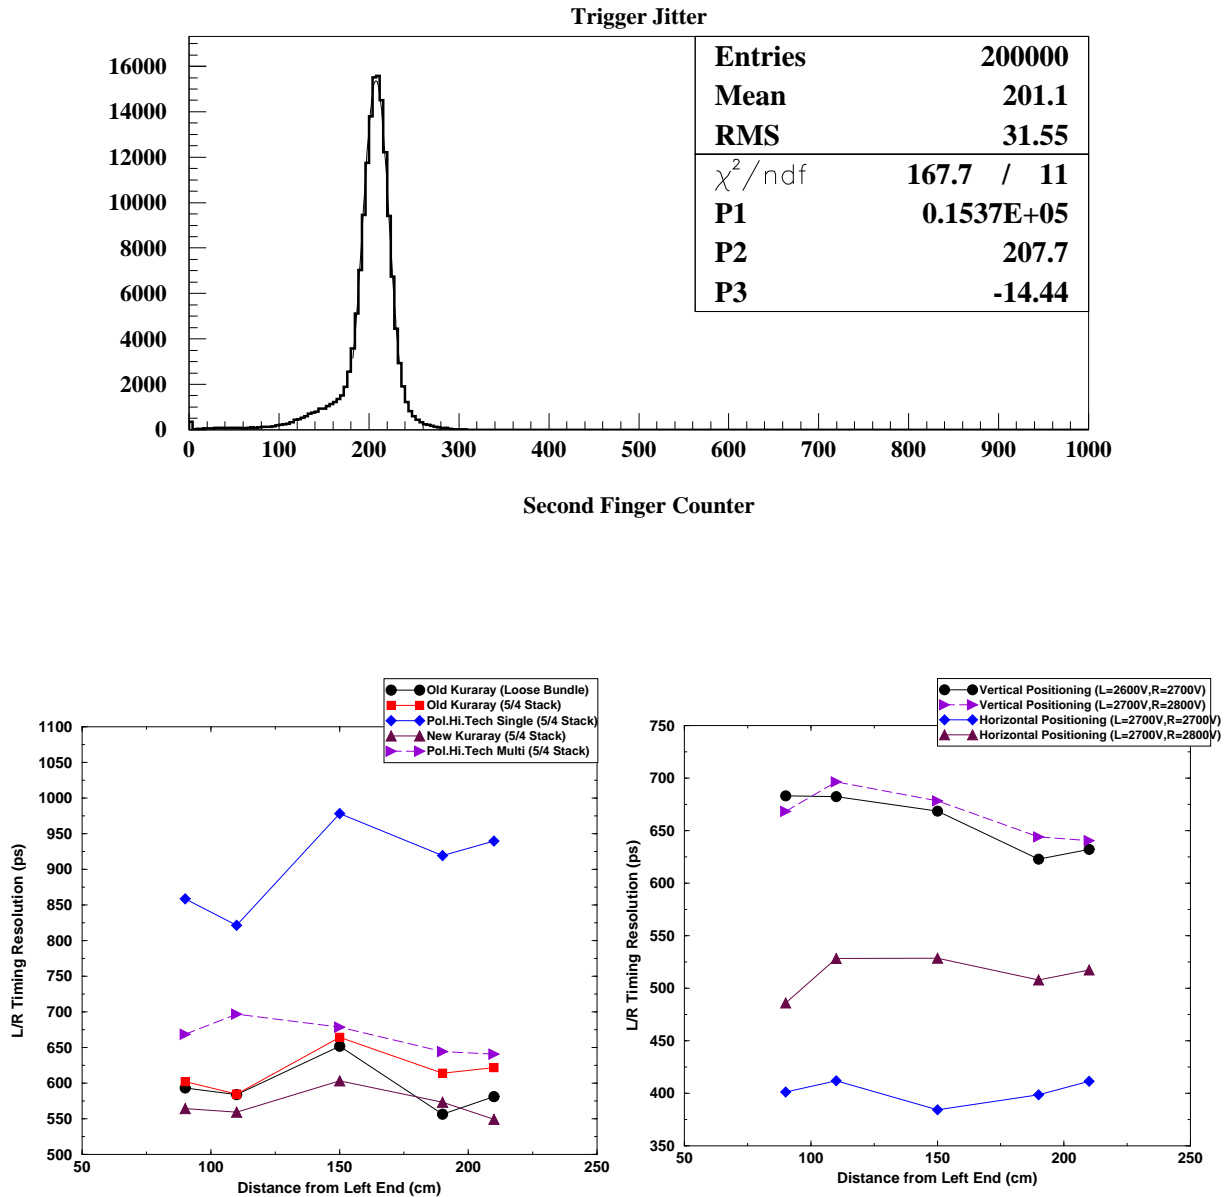 Trigger Jitter
Entries 200000
Mean 201.1
RMS 31.55
χ²/ndf 167.7 / 11
P1 0.1537E+05
P2 207.7
P3 -14.44
16000
14000
12000
10000
8000
6000
4000
2000
0
0 100 200 300 400 500 600 700 800 900 1000
Second Finger Counter
Old Kuraray (Loose Bundle)
Old Kuraray (5/4 Stack)
Pol.Hi.Tech Single (5/4 Stack)
New Kuraray (5/4 Stack)
Pol.Hi.Tech Multi (5/4 Stack)
1100
1050
1000
950
900
850
800
750
700
650
600
550
500
L/R Timing Resolution (ps)
50 100 150 200 250
Distance from Left End (cm)
Vertical Positioning (L=2600V,R=2700V)
Vertical Positioning (L=2700V,R=2800V)
Horizontal Positioning (L=2700V,R=2700V)
Horizontal Positioning (L=2700V,R=2800V)
750
700
650
600
550
500
450
400
350
L/R Timing Resolution (ps)
50 100 150 200 250
Distance from Left End (cm)